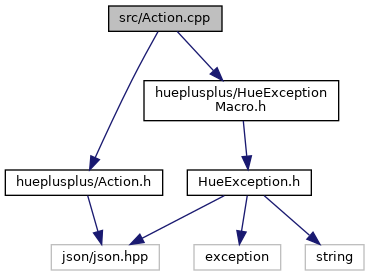 src/Action.cpp
hueplusplus/HueException
Macro.h
hueplusplus/Action.h
HueException.h
json/json.hpp
exception
string